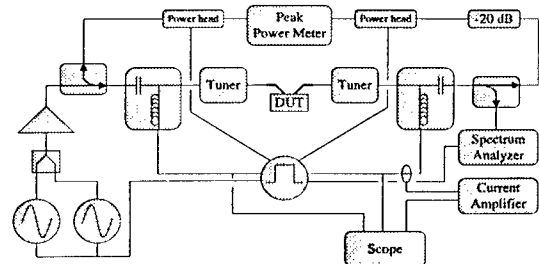 Power head
Peak
Power Meter
Power head
-20 dB
Tuner
DUT
Tuner
Spectrum
Analyzer
Current
Amplifier
Scope